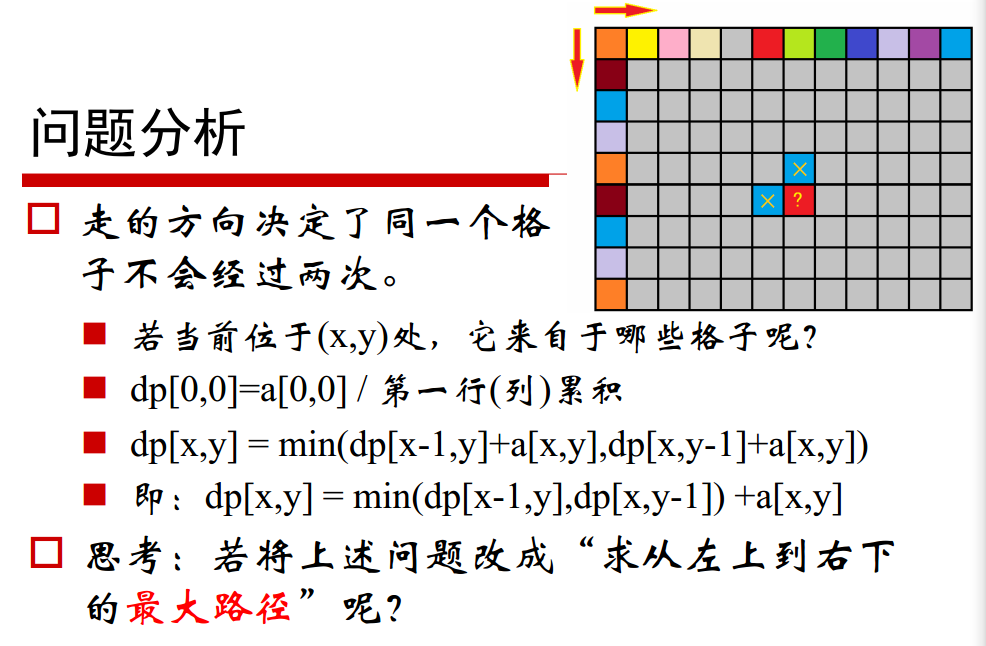 问题分析
×
× ?
走的方向决定了同一个格
子不会经过两次。
若当前位于(x,y)处，它来自于哪些格子呢?
dp[0,0]=a[0,0] / 第一行(列)累积
dp[x,y] = min(dp[x-1,y]+a[x,y],dp[x,y-1]+a[x,y])
即：dp[x,y] = min(dp[x-1,y],dp[x,y-1]) +a[x,y]
思考：若将上述问题改成“求从左上到右下
的最大路径”呢?